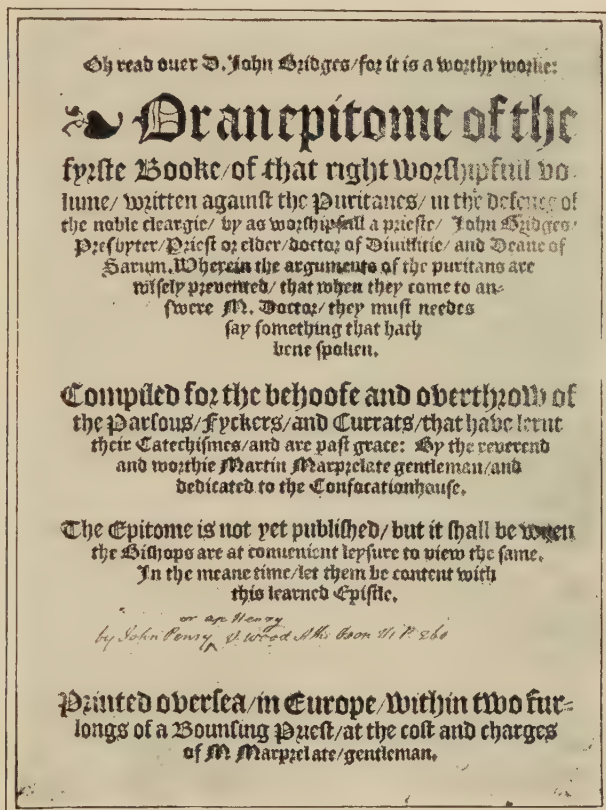 Oh read ouer D. John Bridges/for it is a worthy worke:
Or an epitome of the
fyrste Booke/of that right worshipfull vo-
lume/ written against the Puritanes/ in the defence of
the noble cleargie/ by as worshipfull a prieste/ John Bridges/
Presbyter/Priest or elder/doctor of Diuillitie/ and Deane of
Sarum. Wherein the arguments of the puritans are
wisely prevented/ that when they come to an-
swere M. Doctor/ they must needes
say something that hath
bene spoken.
Compiled for the behoofe and overthrow of
the Parsons/Fyckers/and Currats/that have lernt
their Catechismes/and are past grace: By the reverend
and worthie Martin Marprelate gentleman/and
dedicated to the Confocationhouse.
The Epitome is not yet published/ but it shall be when
the Bishops are at conuenient leysure to view the same.
In the meane time/let them be content with
this learned Epistle.
or ap Henry
by John Penry
Printed oversea/in Europe/within two fur-
longs of a Bounsing Priest/at the cost and charges
of M. Marprelate/gentleman.